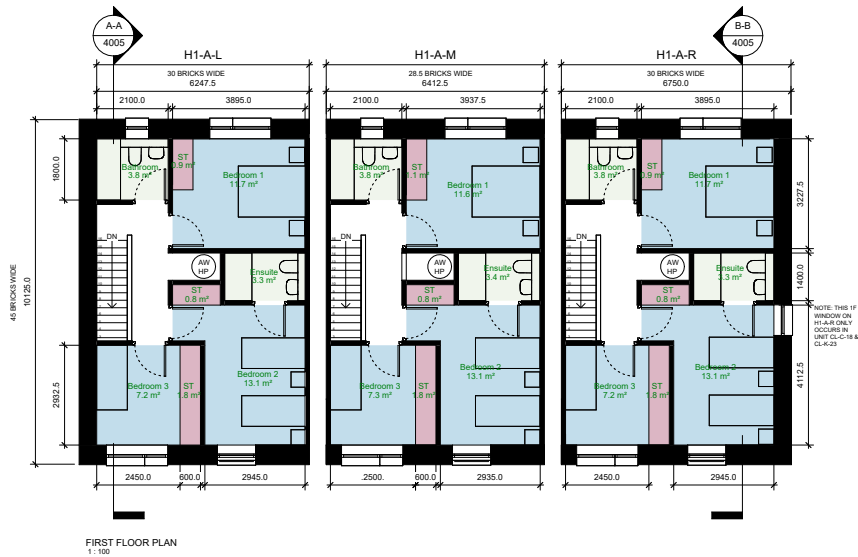 A-A
4005
B-B
4005
H1-A-L
H1-A-M
H1-A-R
30 BRICKS WIDE
6247.5
28.5 BRICKS WIDE
6412.5
30 BRICKS WIDE
6750.0
2100.0
3895.0
2100.0
3937.5
2100.0
3895.0
45 BRICKS WIDE
10125.0
1800.0
2932.5
Bathroom
3.8 m²
ST
0.9 m²
Bedroom 1
11.7 m²
DN
AW
HP
Ensuite
3.3 m²
ST
0.8 m²
Bedroom 3
7.2 m²
ST
1.8 m²
Bedroom 2
13.1 m²
Bathroom
3.8 m²
ST
1.1 m²
Bedroom 1
11.6 m²
DN
AW
HP
Ensuite
3.4 m²
ST
0.8 m²
Bedroom 3
7.3 m²
ST
1.8 m²
Bedroom 2
13.1 m²
Bathroom
3.8 m²
ST
0.9 m²
Bedroom 1
11.7 m²
DN
AW
HP
Ensuite
3.3 m²
ST
0.8 m²
Bedroom 3
7.2 m²
ST
1.8 m²
Bedroom 2
13.1 m²
3227.5
1400.0
4112.5
NOTE: THIS 1F
WINDOW ON
H1-A-R ONLY
OCCURS IN
UNIT CL-C-18 &
CL-K-23
2450.0
600.0
2945.0
2500.
600.0
2935.0
2450.0
2945.0
FIRST FLOOR PLAN
1 : 100